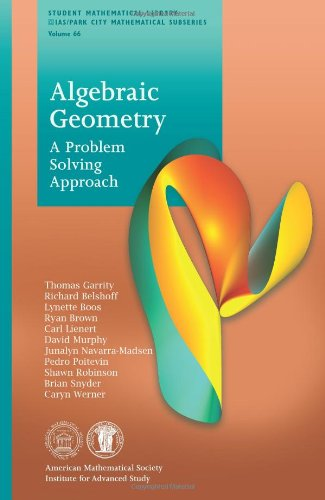 STUDENT MATHEMATICAL LIBRARY
IAS/PARK CITY MATHEMATICAL SUBSERIES
Volume 66
Algebraic
Geometry
A Problem
Solving
Approach
Thomas Garrity
Richard Belshoff
Lynette Boos
Ryan Brown
Carl Lienert
David Murphy
Junalyn Navarra-Madsen
Pedro Poitevin
Shawn Robinson
Brian Snyder
Caryn Werner
American Mathematical Society
Institute for Advanced Study